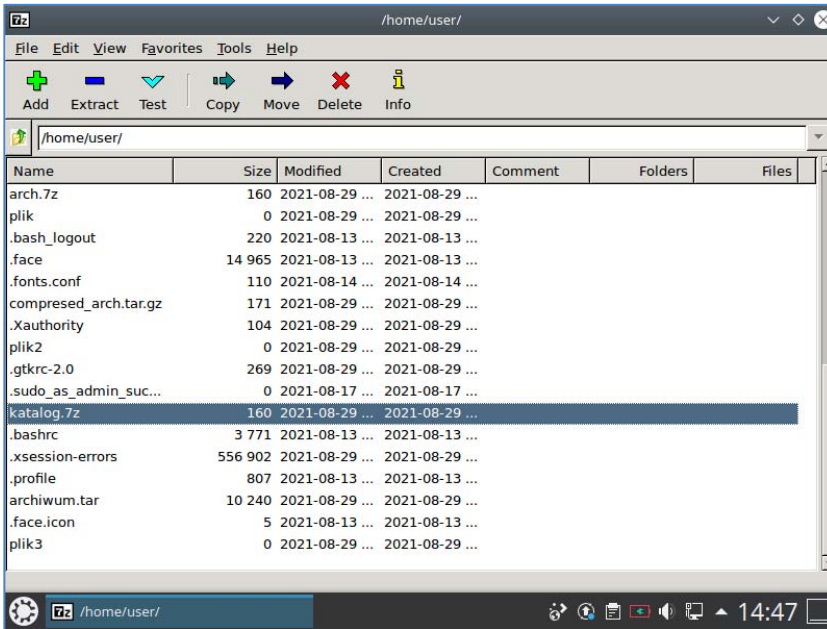 7z /home/user/
File Edit View Favorites Tools Help
Add Extract Test Copy Move Delete Info
/home/user/
Name Size Modified Created Comment Folders Files
arch.7z 160 2021-08-29 ... 2021-08-29 ...
plik 0 2021-08-29 ... 2021-08-29 ...
.bash_logout 220 2021-08-13 ... 2021-08-13 ...
.face 14 965 2021-08-13 ... 2021-08-13 ...
.fonts.conf 110 2021-08-14 ... 2021-08-14 ...
compresed_arch.tar.gz 171 2021-08-29 ... 2021-08-29 ...
.Xauthority 104 2021-08-29 ... 2021-08-29 ...
plik2 0 2021-08-29 ... 2021-08-29 ...
.gtkrc-2.0 269 2021-08-29 ... 2021-08-29 ...
.sudo_as_admin_suc... 0 2021-08-17 ... 2021-08-17 ...
katalog.7z 160 2021-08-29 ... 2021-08-29 ...
.bashrc 3 771 2021-08-13 ... 2021-08-13 ...
.xsession-errors 556 902 2021-08-29 ... 2021-08-29 ...
.profile 807 2021-08-13 ... 2021-08-13 ...
archiwum.tar 10 240 2021-08-29 ... 2021-08-29 ...
.face.icon 5 2021-08-13 ... 2021-08-13 ...
plik3 0 2021-08-29 ... 2021-08-29 ...
7z /home/user/ 14:47